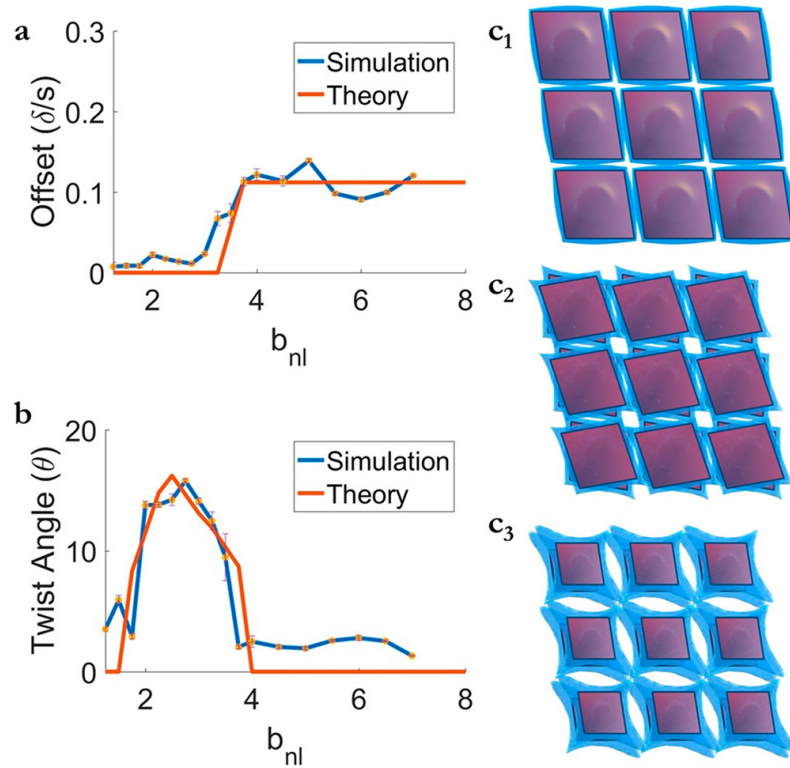 a
Offset (δ/s)
0.3
0.2
0.1
0
Simulation
Theory
2
4
6
8
b_nl
b
Twist Angle (θ)
20
10
0
Simulation
Theory
2
4
6
8
b_nl
c₁
c₂
c₃